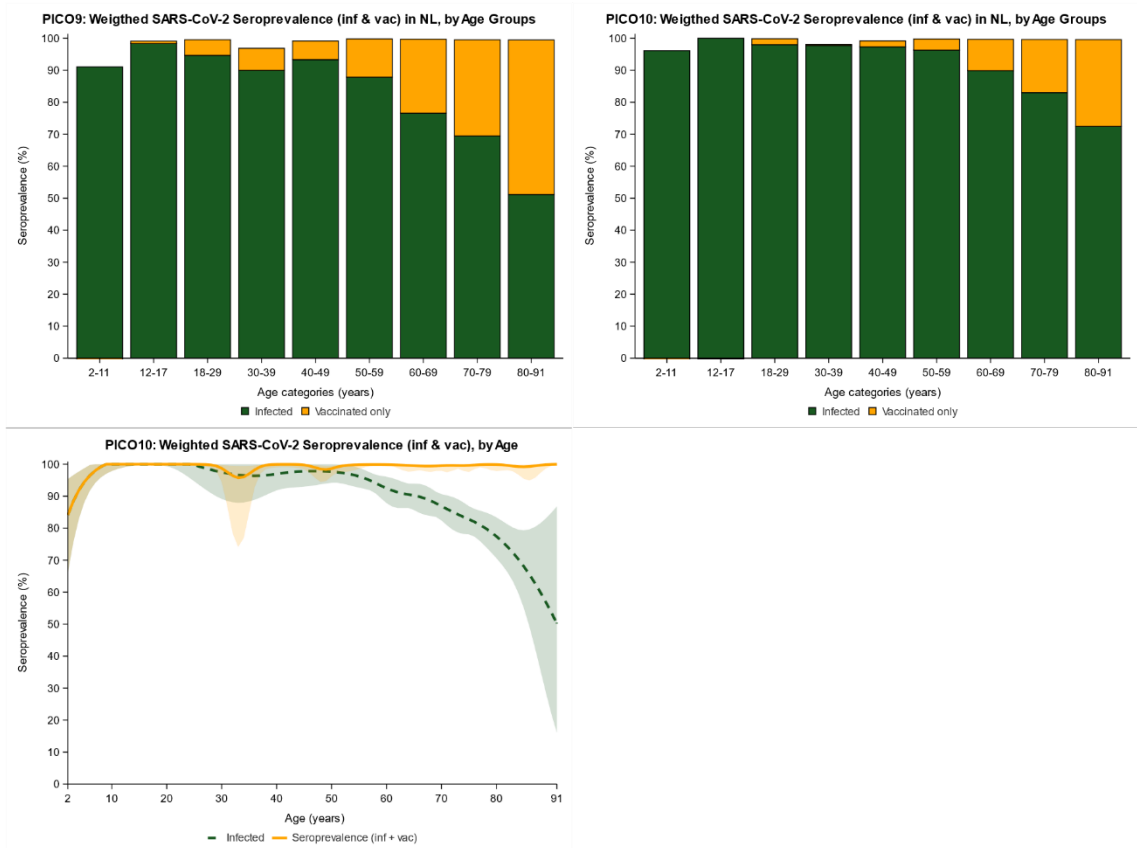 PICO9: Weigthed SARS-CoV-2 Seroprevalence (inf & vac) in NL, by Age Groups
100
90
80
70
60
50
40
30
20
10
0
Seroprevalence (%)
2-11 12-17 18-29 30-39 40-49 50-59 60-69 70-79 80-91
Age categories (years)
Infected Vaccinated only
PICO10: Weigthed SARS-CoV-2 Seroprevalence (inf & vac) in NL, by Age Groups
100
90
80
70
60
50
40
30
20
10
0
Seroprevalence (%)
2-11 12-17 18-29 30-39 40-49 50-59 60-69 70-79 80-91
Age categories (years)
Infected Vaccinated only
PICO10: Weighted SARS-CoV-2 Seroprevalence (inf & vac), by Age
100
90
80
70
60
50
40
30
20
10
0
Seroprevalence (%)
2 10 20 30 40 50 60 70 80 91
Age (years)
Infected Seroprevalence (inf + vac)